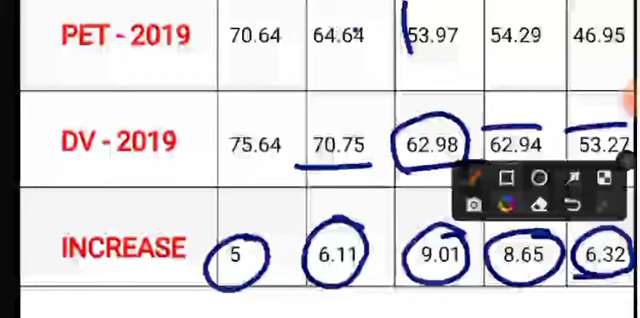 PET - 2019 70.64 64.64 53.97 54.29 46.95
DV - 2019 75.64 70.75 62.98 62.94 53.27
INCREASE 5 6.11 9.01 8.65 6.32